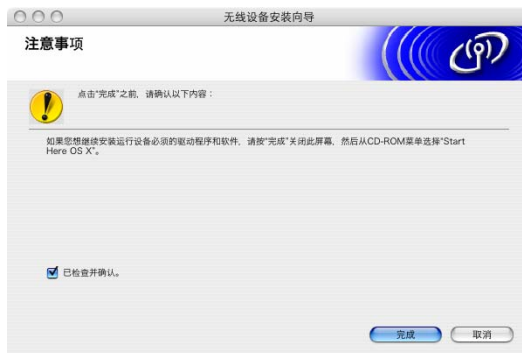 无线设备安装向导
注意事项
点击“完成”之前，请确认以下内容：
如果您想继续安装运行设备必须的驱动程序和软件，请按“完成”关闭此屏幕，然后从CD-ROM菜单选择“Start
Here OS X”。
已检查并确认。
完成
取消